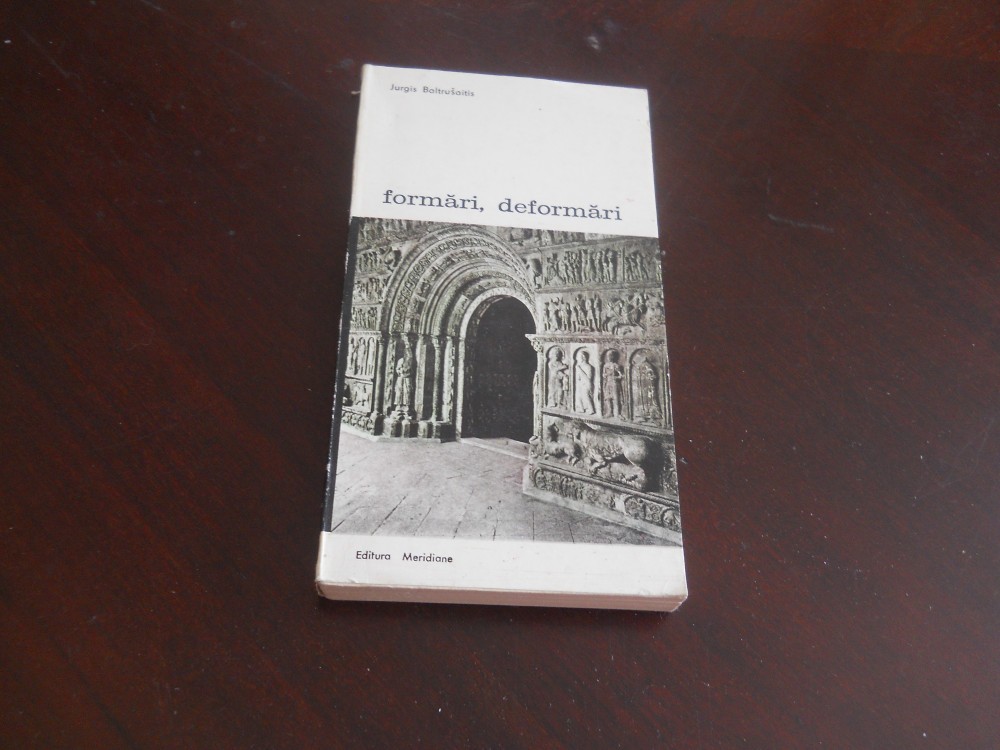 Jurgis Baltrušaitis
formări, deformări
Editura Meridiane